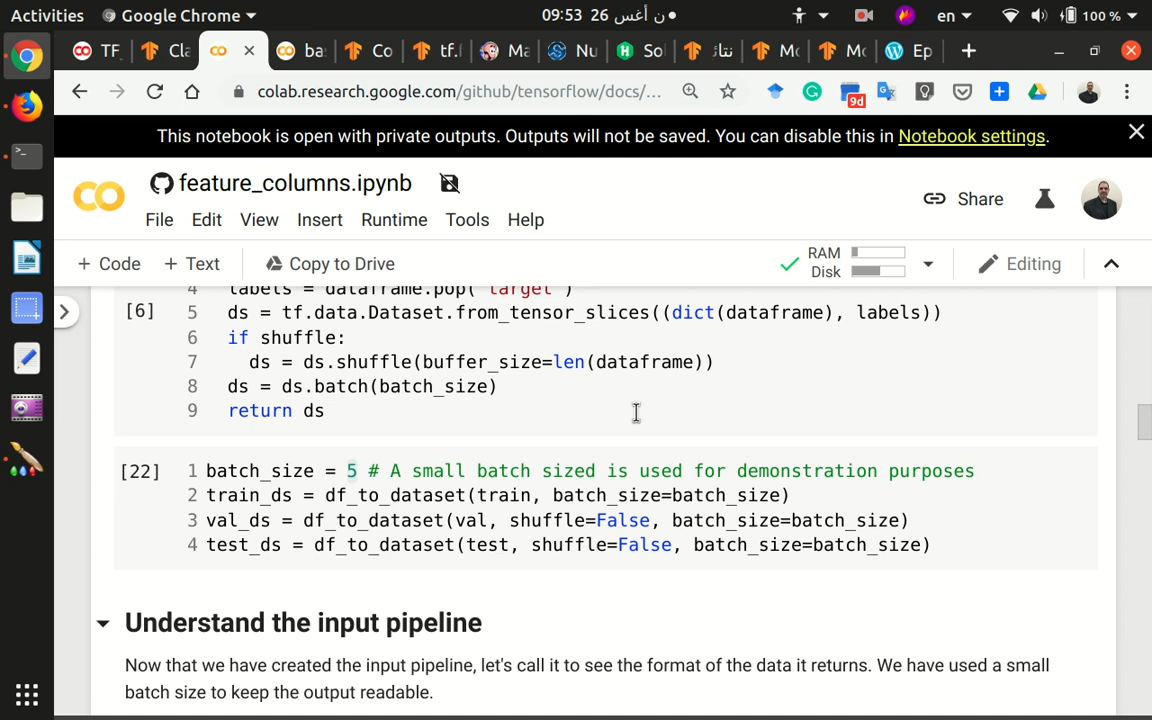 Activities Google Chrome ▾ 09:53 26 ن أغس ● en ▾ 100 % ▾
TF Cla ba Co tf.f Ma Nu So نتائ Mo Mo Ep
colab.research.google.com/github/tensorflow/docs/... 9d
This notebook is open with private outputs. Outputs will not be saved. You can disable this in Notebook settings.
feature_columns.ipynb
Share
File Edit View Insert Runtime Tools Help
+ Code + Text Copy to Drive RAM Disk Editing
4 labels = dataframe.pop('target')
[6] 5 ds = tf.data.Dataset.from_tensor_slices((dict(dataframe), labels))
6 if shuffle:
7 ds = ds.shuffle(buffer_size=len(dataframe))
8 ds = ds.batch(batch_size)
9 return ds
[22] 1 batch_size = 5 # A small batch sized is used for demonstration purposes
2 train_ds = df_to_dataset(train, batch_size=batch_size)
3 val_ds = df_to_dataset(val, shuffle=False, batch_size=batch_size)
4 test_ds = df_to_dataset(test, shuffle=False, batch_size=batch_size)
Understand the input pipeline
Now that we have created the input pipeline, let's call it to see the format of the data it returns. We have used a small
batch size to keep the output readable.